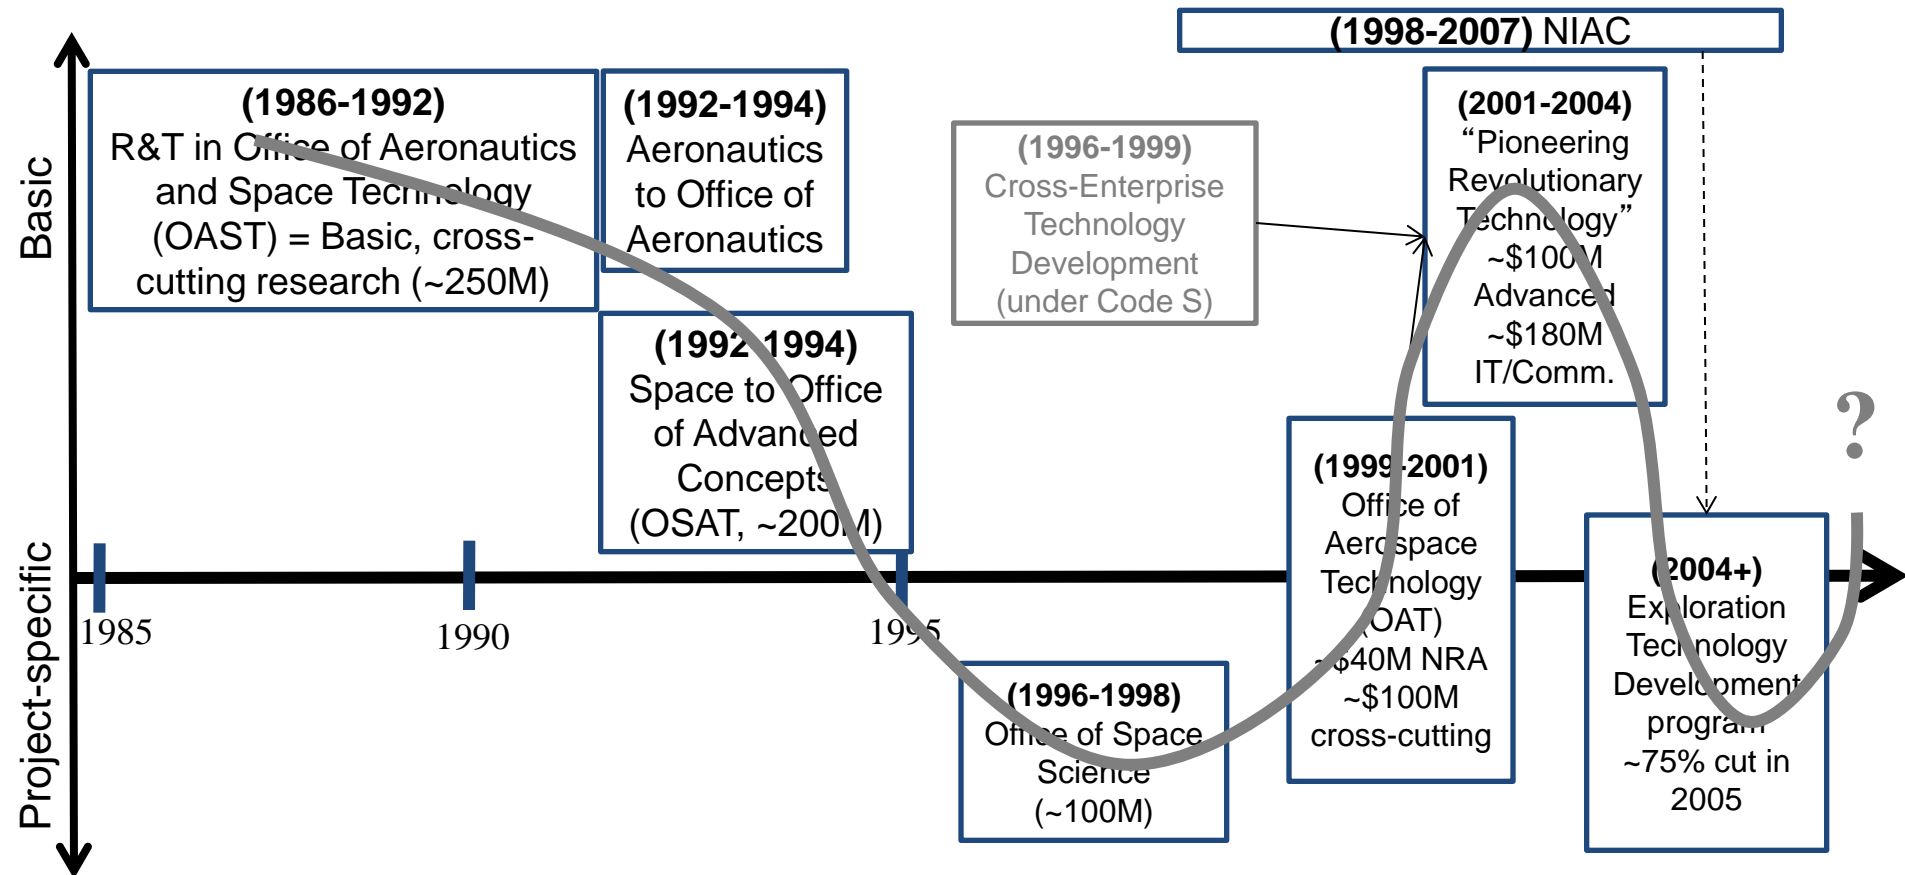 (1998-2007) NIAC
Basic
Project-specific
(1986-1992)
R&T in Office of Aeronautics
and Space Technology
(OAST) = Basic, cross-
cutting research (~250M)
(1992-1994)
Aeronautics
to Office of
Aeronautics
(1992-1994)
Space to Office
of Advanced
Concepts
(OSAT, ~200M)
(1996-1999)
Cross-Enterprise
Technology
Development
(under Code S)
(2001-2004)
“Pioneering
Revolutionary
Technology”
~$100M
Advanced
~$180M
IT/Comm.
?
(1999-2001)
Office of
Aerospace
Technology
(OAT)
~$40M NRA
~$100M
cross-cutting
(2004+)
Exploration
Technology
Development
program
~75% cut in
2005
1985
1990
1995
(1996-1998)
Office of Space
Science
(~100M)